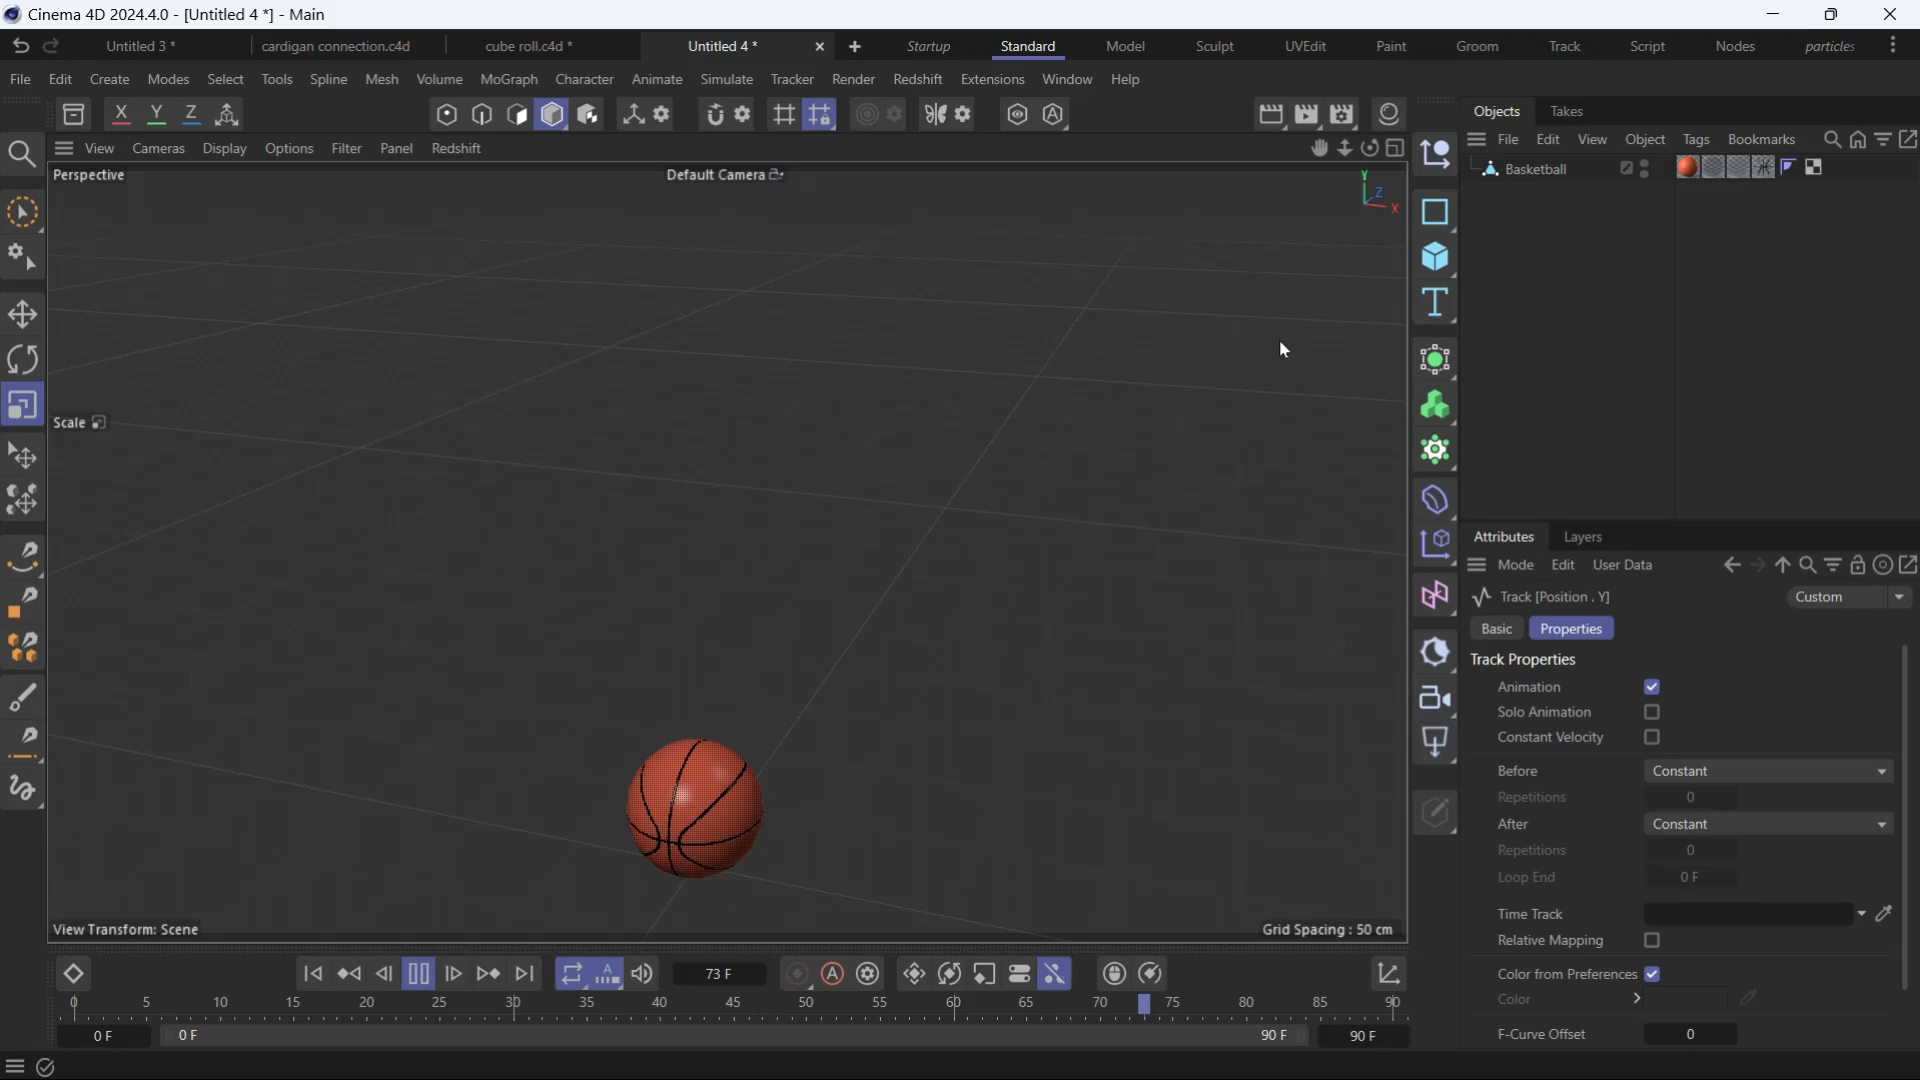 Cinema 4D 2024.4.0 - [Untitled 4 *] - Main
Untitled 3 * cardigan connection.c4d cube roll.c4d * Untitled 4 * Startup Standard Model Sculpt UVEdit Paint Groom Track Script Nodes particles
File Edit Create Modes Select Tools Spline Mesh Volume MoGraph Character Animate Simulate Tracker Render Redshift Extensions Window Help
X Y Z
Objects Takes
View Cameras Display Options Filter Panel Redshift
File Edit View Object Tags Bookmarks
Perspective
Default Camera
Basketball
Y
Z
X
Scale
Attributes Layers
Mode Edit User Data
Track [Position . Y]
Custom
Basic Properties
Track Properties
Animation
Solo Animation
Constant Velocity
Before Constant
Repetitions 0
After Constant
Repetitions 0
Loop End 0 F
Time Track
Relative Mapping
Color from Preferences
Color
F-Curve Offset 0
View Transform: Scene
Grid Spacing : 50 cm
73 F
0 5 10 15 20 25 30 35 40 45 50 55 60 65 70 75 80 85 90
0 F 0 F 90 F 90 F